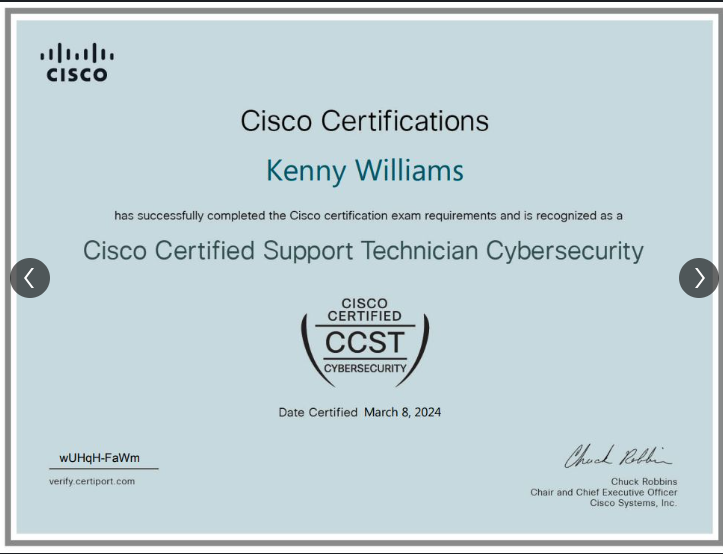 CISCO
Cisco Certifications
Kenny Williams
has successfully completed the Cisco certification exam requirements and is recognized as a
Cisco Certified Support Technician Cybersecurity
CISCO
CERTIFIED
CCST
CYBERSECURITY
Date Certified March 8, 2024
wUHqH-FaWm
verify.certiport.com
Chuck Robbins
Chuck Robbins
Chair and Chief Executive Officer
Cisco Systems, Inc.